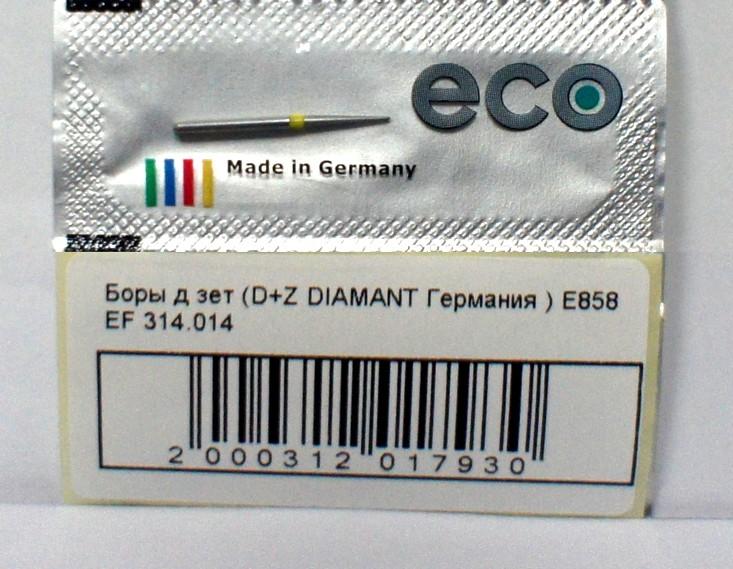 eco
Made in Germany
Боры д зет (D+Z DIAMANT Германия ) E858
EF 314.014
2 000312 017930